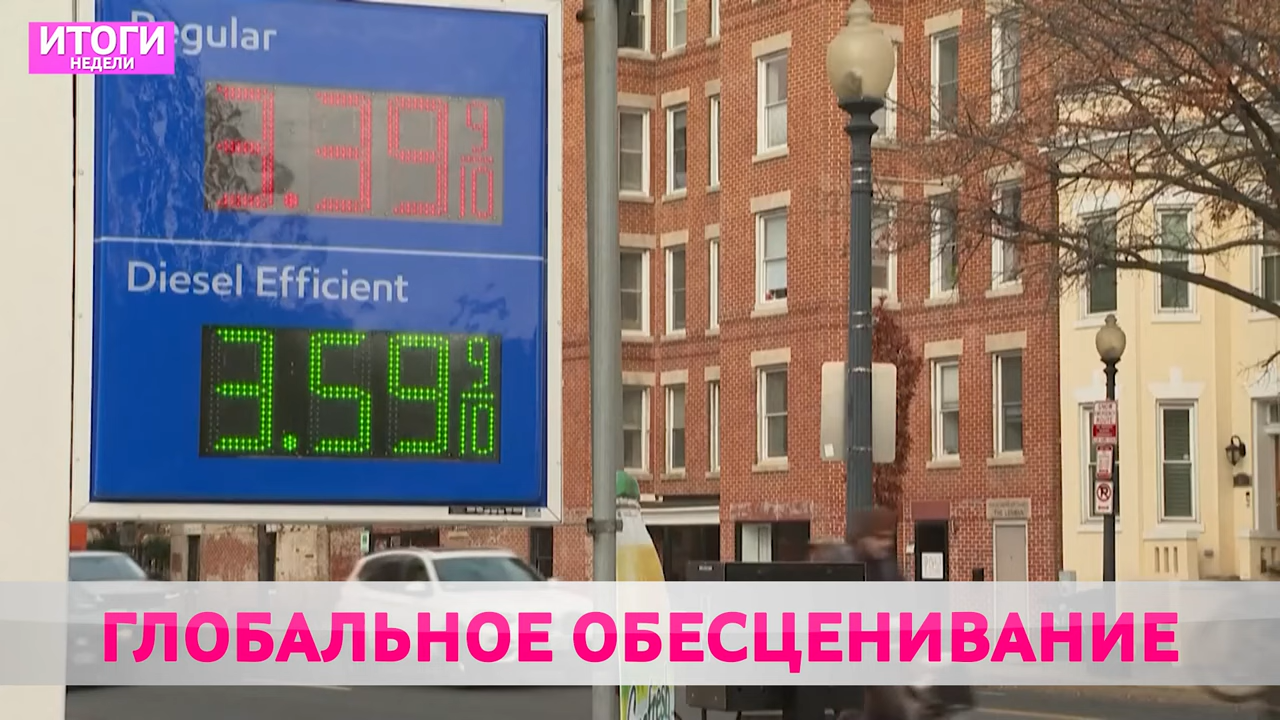 ИТОГИ
НЕДЕЛИ
Regular
3.39 9/10
Diesel Efficient
3.59 9/10
ГЛОБАЛЬНОЕ ОБЕСЦЕНИВАНИЕ